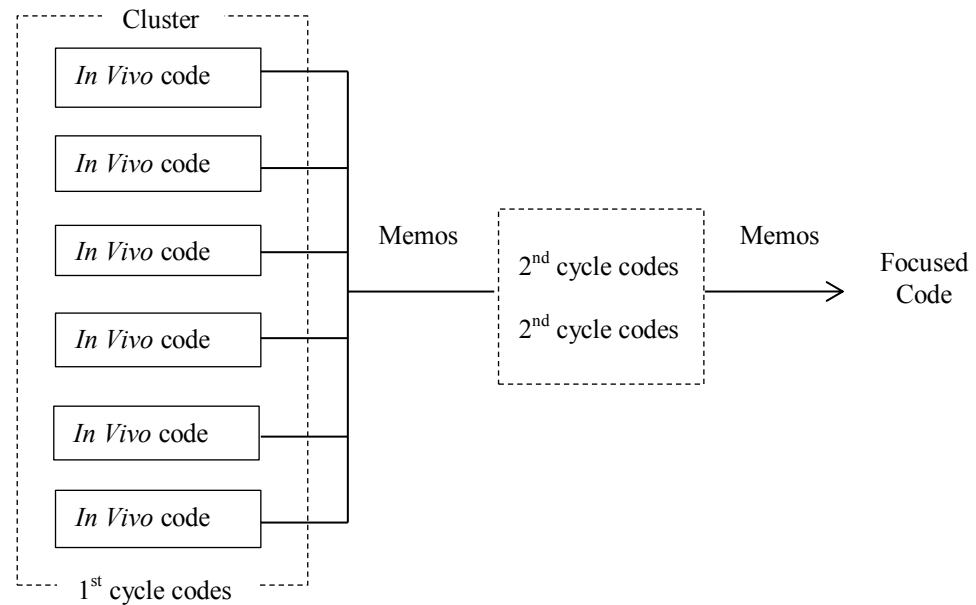 Cluster
In Vivo code
In Vivo code
In Vivo code
In Vivo code
In Vivo code
In Vivo code
1st cycle codes
Memos
2nd cycle codes
2nd cycle codes
Memos
Focused
Code